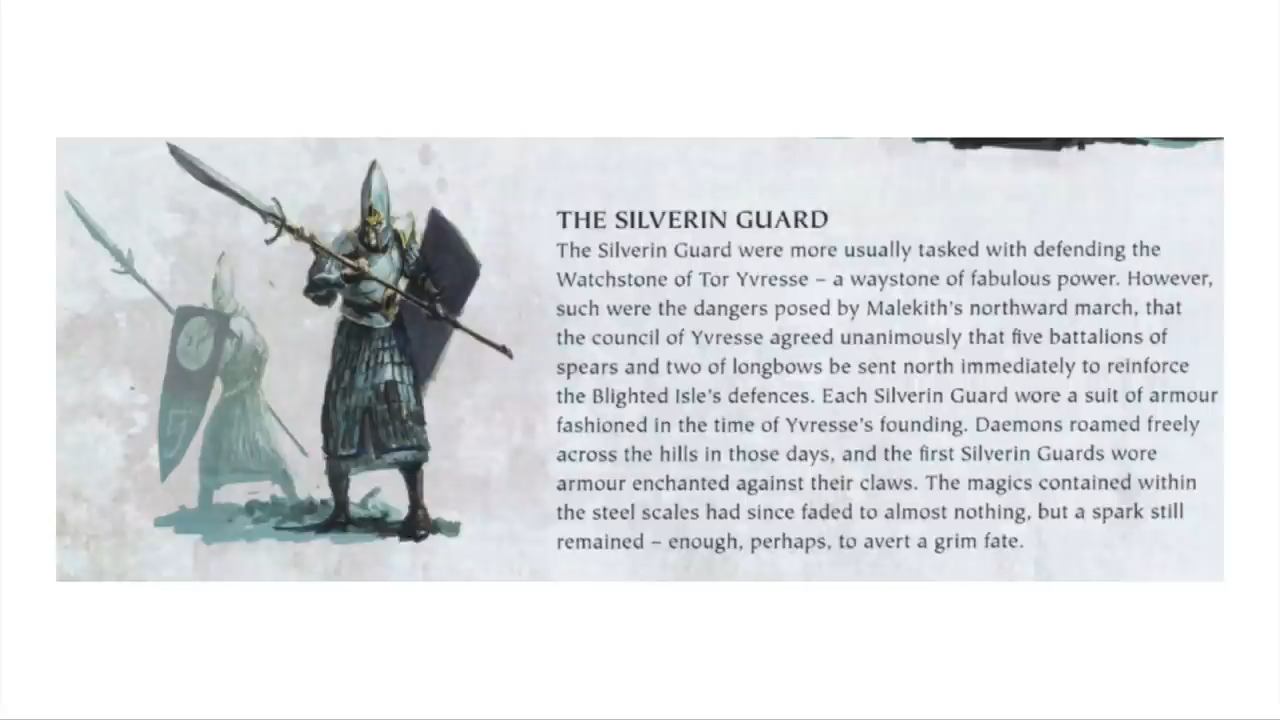 THE SILVERIN GUARD
The Silverin Guard were more usually tasked with defending the
Watchstone of Tor Yvresse – a waystone of fabulous power. However,
such were the dangers posed by Malekith's northward march, that
the council of Yvresse agreed unanimously that five battalions of
spears and two of longbows be sent north immediately to reinforce
the Blighted Isle's defences. Each Silverin Guard wore a suit of armour
fashioned in the time of Yvresse's founding. Daemons roamed freely
across the hills in those days, and the first Silverin Guards wore
armour enchanted against their claws. The magics contained within
the steel scales had since faded to almost nothing, but a spark still
remained – enough, perhaps, to avert a grim fate.